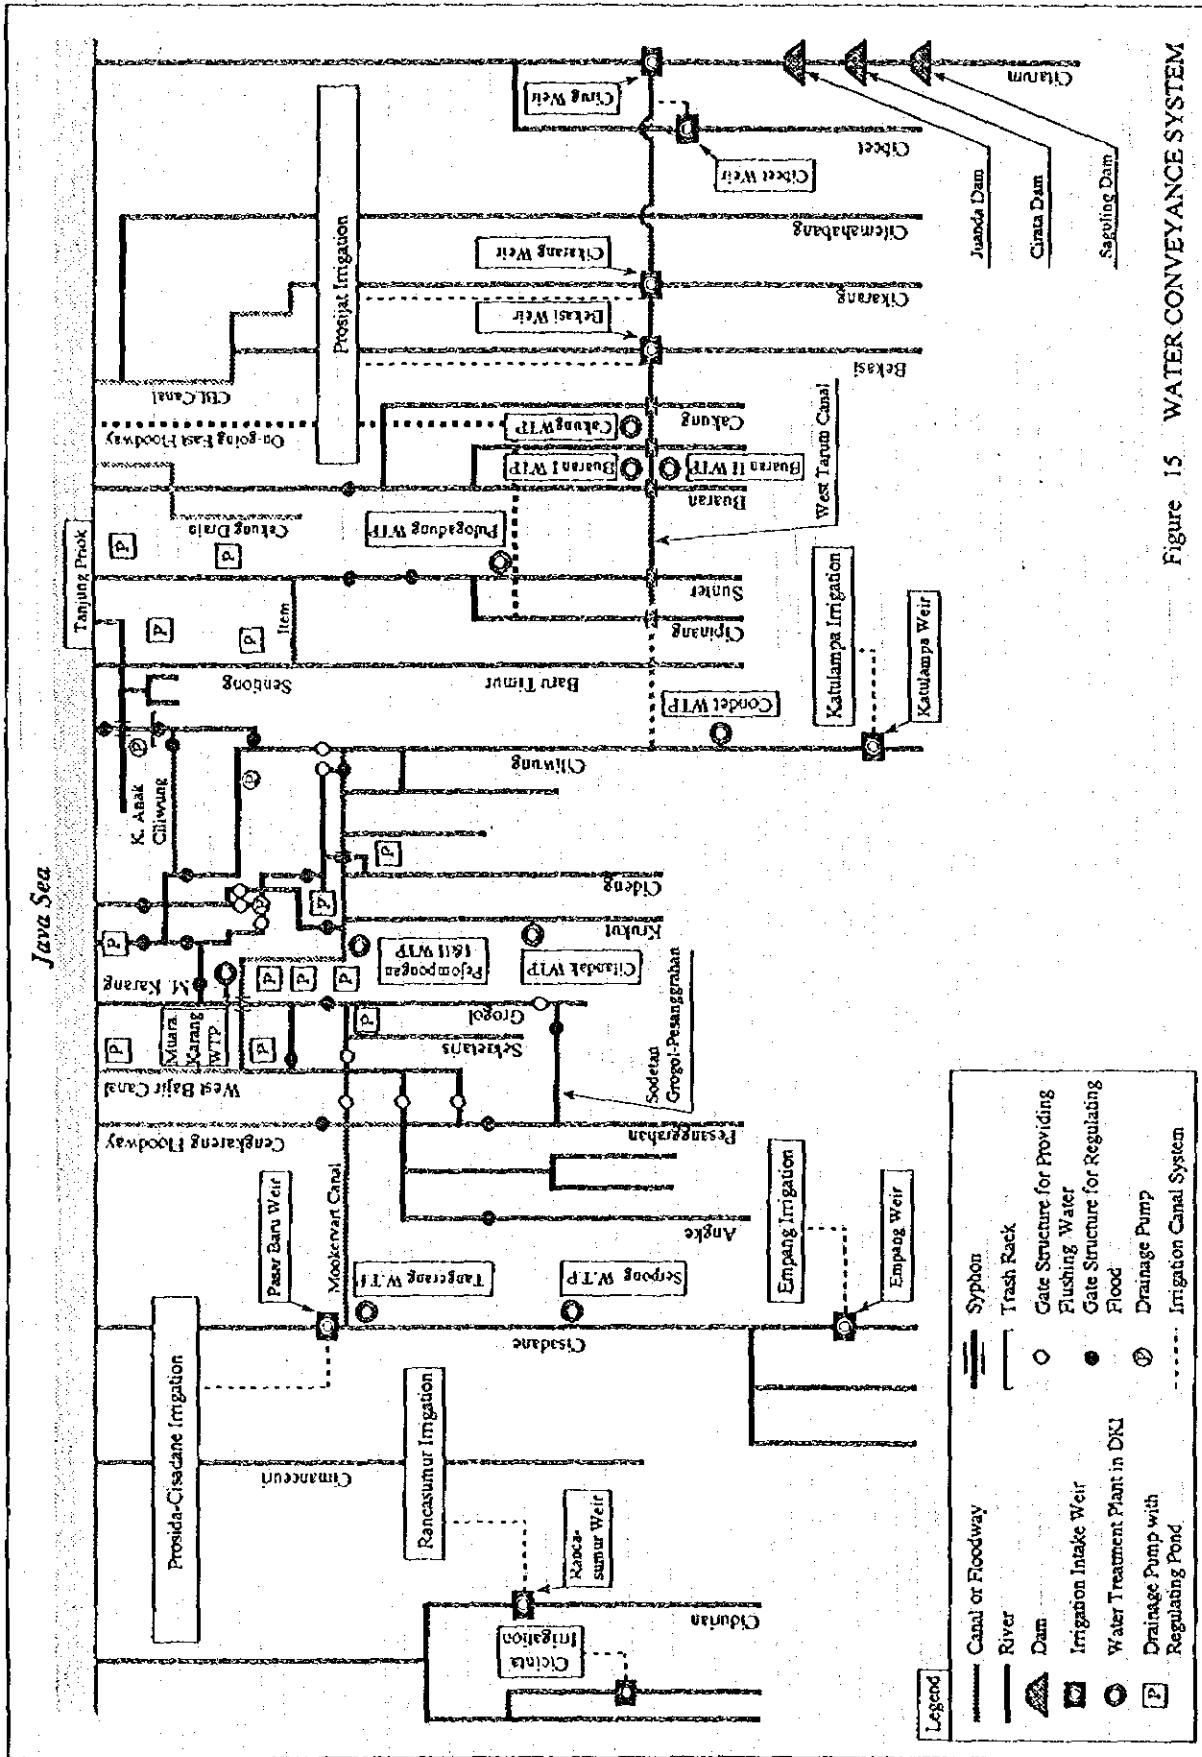 Java Sea
Tanjung Priok
Prosida-Cisadane Irrigation
Cimanceuri
Rancasumur Irrigation
Ranca-
sumur Weir
Cicinta
Irrigation
Cidurian
Pasar Baru Weir
Mookervart Canal
Tangerang W.T.P
Serpong W.T.P
Cisadane
Empang Irrigation
Empang Weir
Cengkareng Floodway
West Bajir Canal
Angke
Pesanggrahan
Sodetan
Grogol-Pesanggrahan
Sekretaris
Grogol
M. Karang
Muara
Karang
WTP
Pejompongan
I&II WTP
Cilandak WTP
Krukut
Cideng
K. Anak
Ciliwung
Ciliwung
Condet WTP
Katulampa Irrigation
Katulampa Weir
Sentiong
Item
Baru Timur
Cipinang
Sunter
Pulogadung WTP
Cakung Drain
On-going East Floodway
CBL Canal
Buaran I WTP
Cakung WTP
Buaran II WTP
Buaran
Cakung
West Tarum Canal
Prosijat Irrigation
Bekasi Weir
Cikarang Weir
Bekasi
Cikarang
Cilemahabang
Cibeet Weir
Cibeet
Curug Weir
Citarum
Juanda Dam
Cirata Dam
Saguling Dam
P
P
P
P
P
P
P
P
P
P
P
P
P
Legend
Canal or Floodway
River
Dam
Irrigation Intake Weir
Water Treatment Plant in DKI
P Drainage Pump with
Regulating Pond
Syphon
Trash Rack
Gate Structure for Providing
Flushing Water
Gate Structure for Regulating
Flood
P Drainage Pump
Irrigation Canal System
Figure 15 WATER CONVEYANCE SYSTEM